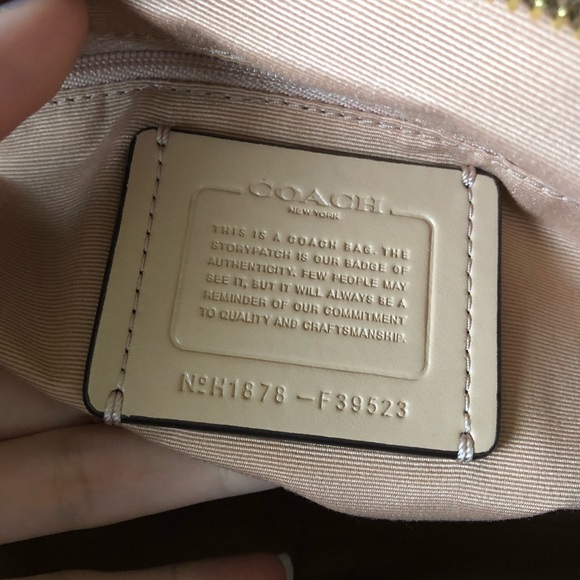 COACH
NEW YORK
THIS IS A COACH BAG. THE
STORYPATCH IS OUR BADGE OF
AUTHENTICITY. FEW PEOPLE MAY
SEE IT, BUT IT WILL ALWAYS BE A
REMINDER OF OUR COMMITMENT
TO QUALITY AND CRAFTSMANSHIP.
NºH1878 -F39523